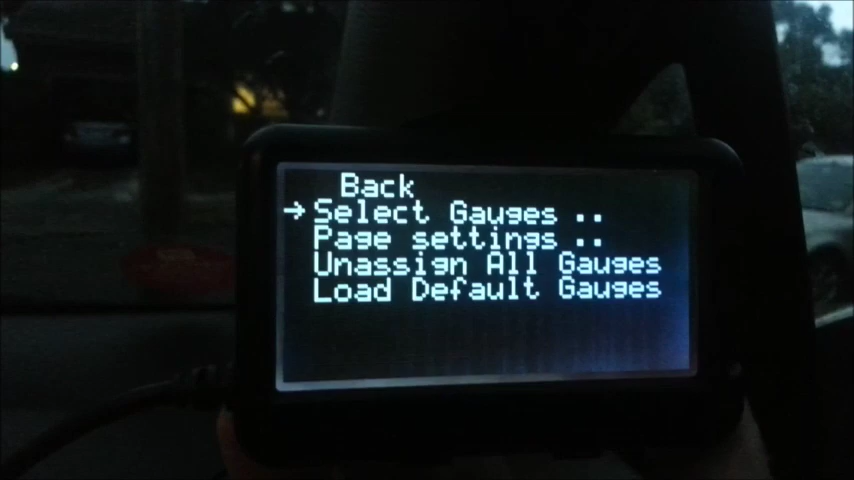 Back
→Select Gauges ..
Page settings ..
Unassign All Gauges
Load Default Gauges